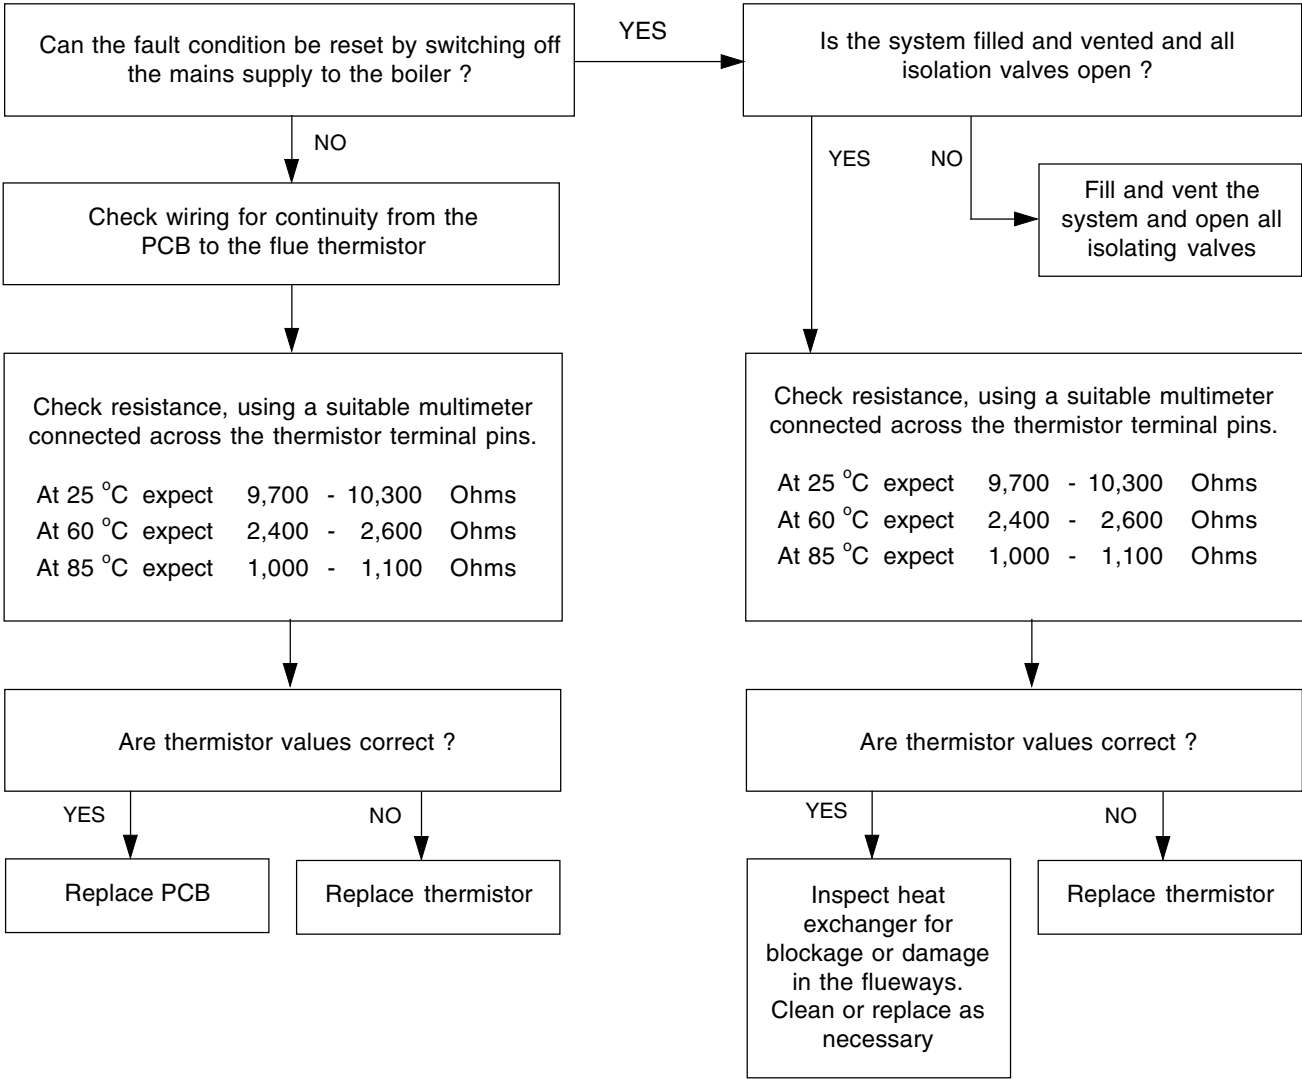 Can the fault condition be reset by switching off
the mains supply to the boiler ?
YES
Is the system filled and vented and all
isolation valves open ?
NO
YES
NO
Check wiring for continuity from the
PCB to the flue thermistor
Fill and vent the
system and open all
isolating valves
Check resistance, using a suitable multimeter
connected across the thermistor terminal pins.
At 25 °C expect 9,700 - 10,300 Ohms
At 60 °C expect 2,400 - 2,600 Ohms
At 85 °C expect 1,000 - 1,100 Ohms
Check resistance, using a suitable multimeter
connected across the thermistor terminal pins.
At 25 °C expect 9,700 - 10,300 Ohms
At 60 °C expect 2,400 - 2,600 Ohms
At 85 °C expect 1,000 - 1,100 Ohms
Are thermistor values correct ?
Are thermistor values correct ?
YES
NO
YES
NO
Replace PCB
Replace thermistor
Inspect heat
exchanger for
blockage or damage
in the flueways.
Clean or replace as
necessary
Replace thermistor